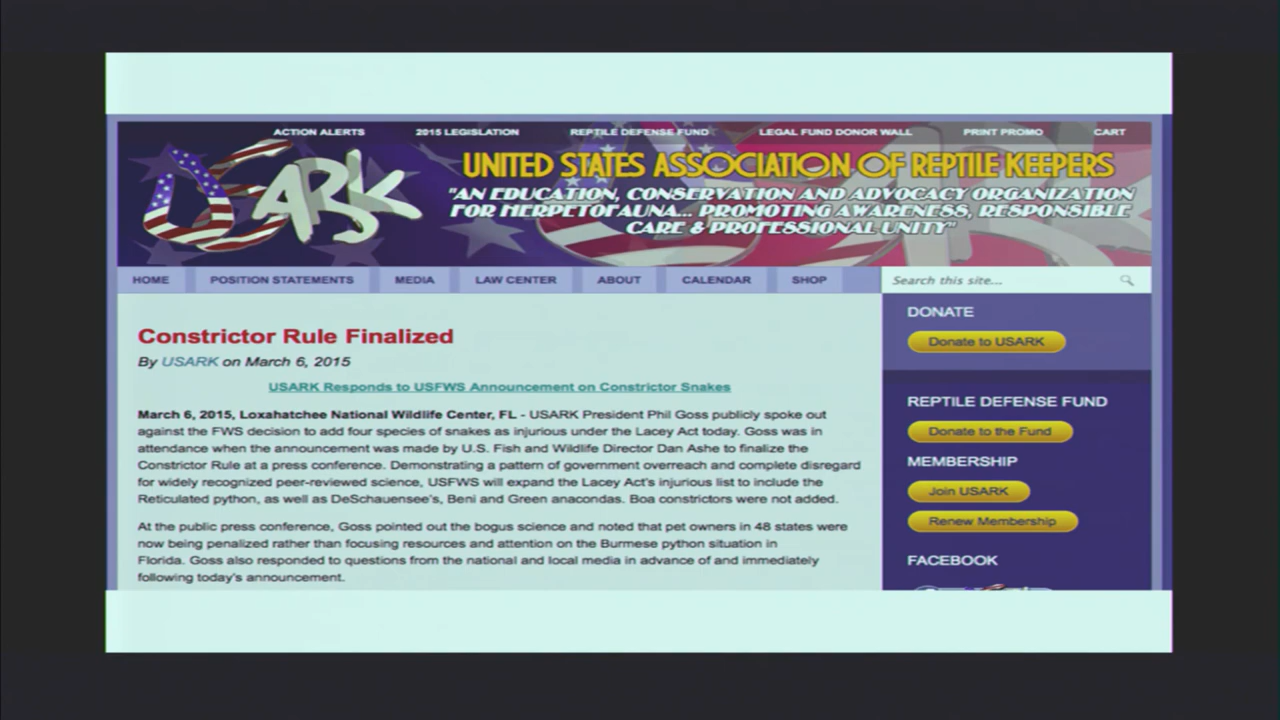 ACTION ALERTS 2015 LEGISLATION REPTILE DEFENSE FUND LEGAL FUND DONOR WALL PRINT PROMO CART
USARK
UNITED STATES ASSOCIATION OF REPTILE KEEPERS
"AN EDUCATION, CONSERVATION AND ADVOCACY ORGANIZATION
FOR HERPETOFAUNA... PROMOTING AWARENESS, RESPONSIBLE
CARE & PROFESSIONAL UNITY"
HOME POSITION STATEMENTS MEDIA LAW CENTER ABOUT CALENDAR SHOP
Search this site...
Constrictor Rule Finalized
By USARK on March 6, 2015
USARK Responds to USFWS Announcement on Constrictor Snakes
March 6, 2015, Loxahatchee National Wildlife Center, FL - USARK President Phil Goss publicly spoke out
against the FWS decision to add four species of snakes as injurious under the Lacey Act today. Goss was in
attendance when the announcement was made by U.S. Fish and Wildlife Director Dan Ashe to finalize the
Constrictor Rule at a press conference. Demonstrating a pattern of government overreach and complete disregard
for widely recognized peer-reviewed science, USFWS will expand the Lacey Act's injurious list to include the
Reticulated python, as well as DeSchauensee's, Beni and Green anacondas. Boa constrictors were not added.
At the public press conference, Goss pointed out the bogus science and noted that pet owners in 48 states were
now being penalized rather than focusing resources and attention on the Burmese python situation in
Florida. Goss also responded to questions from the national and local media in advance of and immediately
following today's announcement.
DONATE
Donate to USARK
REPTILE DEFENSE FUND
Donate to the Fund
MEMBERSHIP
Join USARK
Renew Membership
FACEBOOK